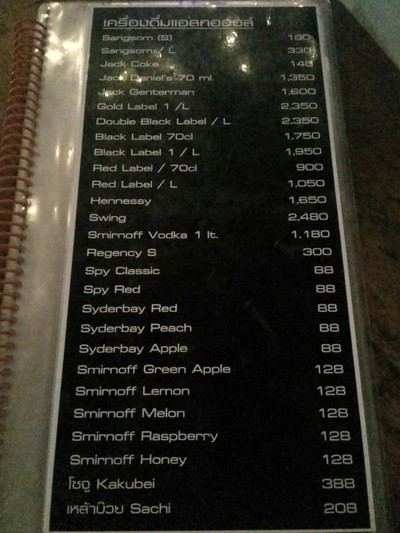 เครื่องดื่มแอลกอฮอล์
Sangsom (S) 180
Sangsom / L 330
Jack Coke 148
Jack Daniel's 70 ml. 1,350
Jack Genterman 1,600
Gold Label 1 /L 2,350
Double Black Label / L 2,350
Black Label 70cl 1,750
Black Label 1 / L 1,950
Red Label / 70cl 900
Red Label / L 1,050
Hennessy 1,650
Swing 2,480
Smirnoff Vodka 1 lt. 1,180
Regency S 300
Spy Classic 88
Spy Red 88
Syderbay Red 88
Syderbay Peach 88
Syderbay Apple 88
Smirnoff Green Apple 128
Smirnoff Lemon 128
Smirnoff Melon 128
Smirnoff Raspberry 128
Smirnoff Honey 128
โชจู Kakubei 388
เหล้าบ๊วย Sachi 208